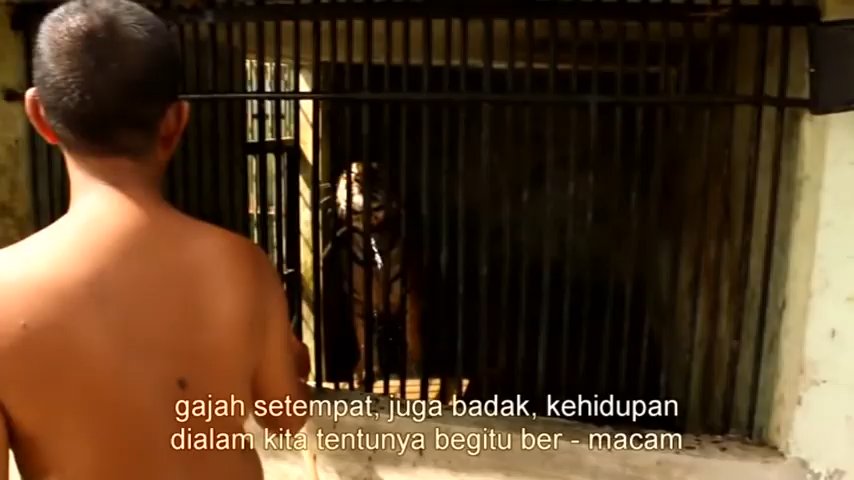 gajah setempat, juga badak, kehidupan
dialam kita tentunya begitu ber - macam